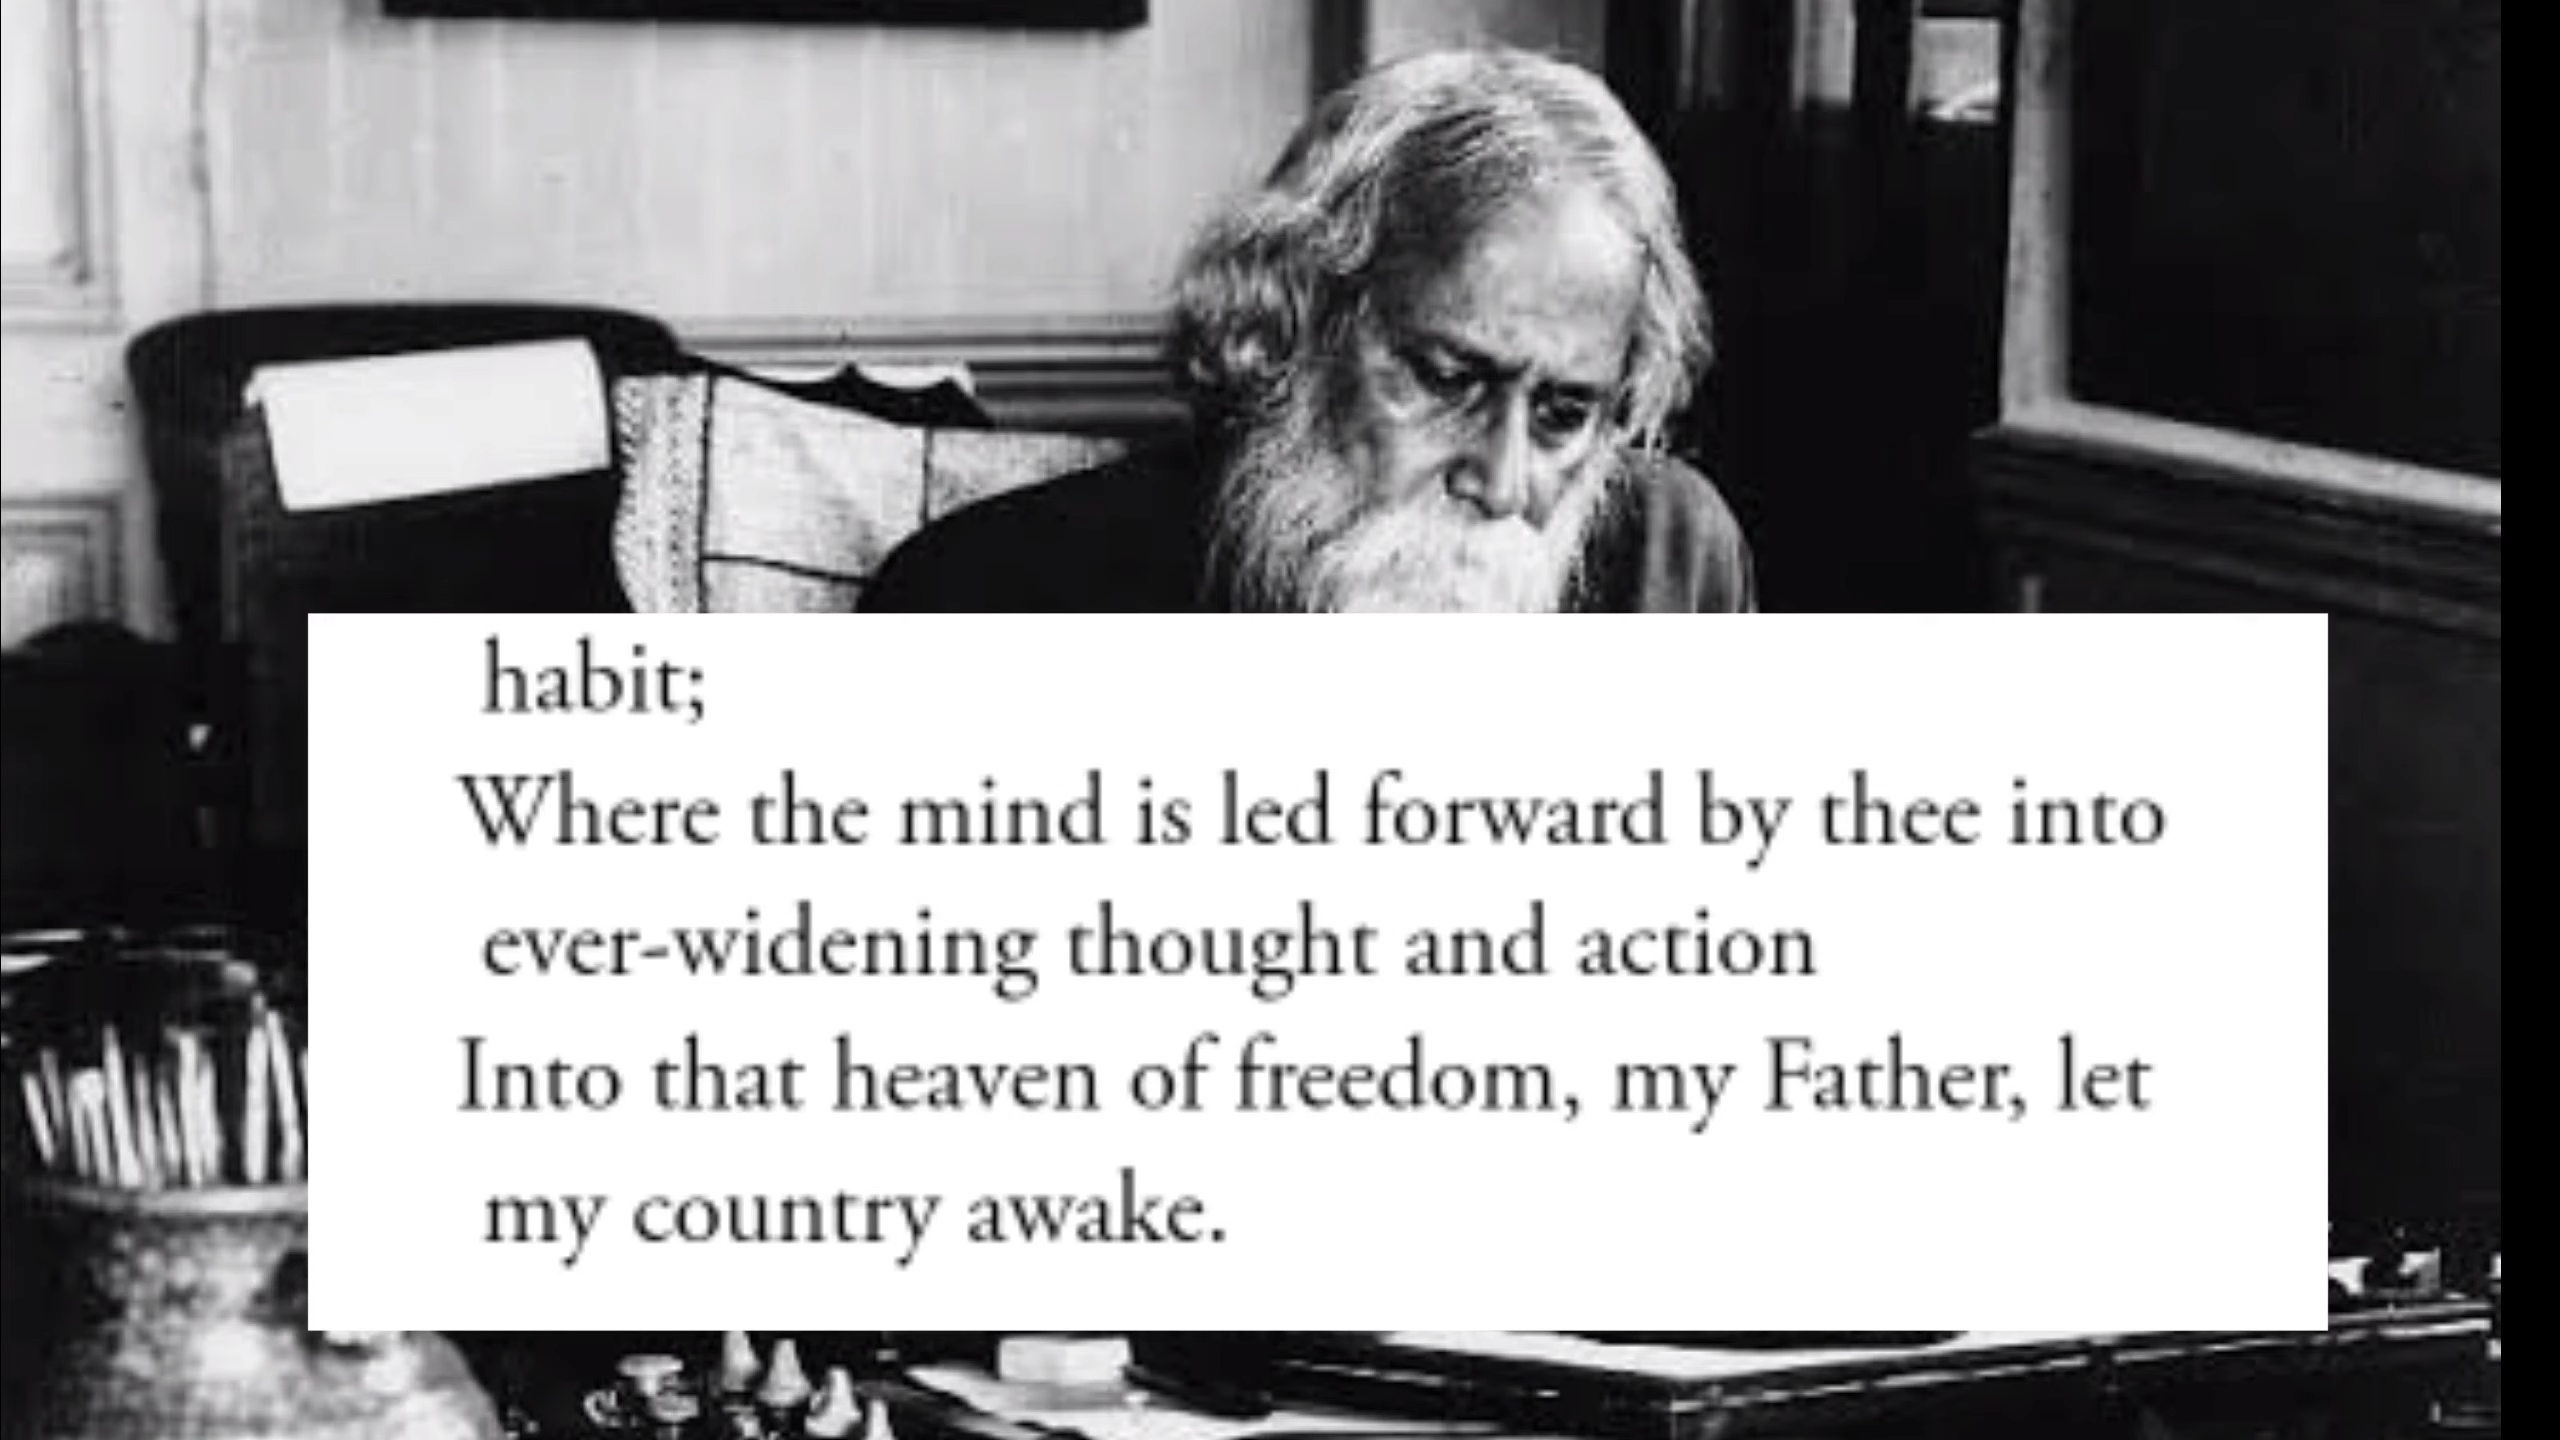 habit;
Where the mind is led forward by thee into
ever-widening thought and action
Into that heaven of freedom, my Father, let
my country awake.